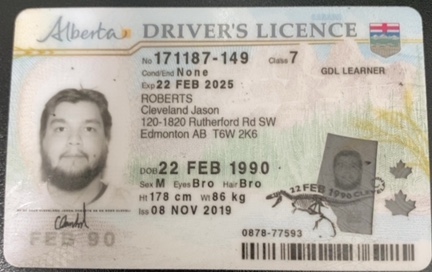 CANADA
Alberta DRIVER'S LICENCE
No 171187-149 Class 7
Cond/End None GDL LEARNER
Exp 22 FEB 2025
ROBERTS
Cleveland Jason
120-1820 Rutherford Rd SW
Edmonton AB T6W 2K6
DOB 22 FEB 1990
Sex M Eyes Bro Hair Bro
Ht 178 cm Wt 86 kg
Iss 08 NOV 2019
22 FEB 1990
FEB 90
0878-77593